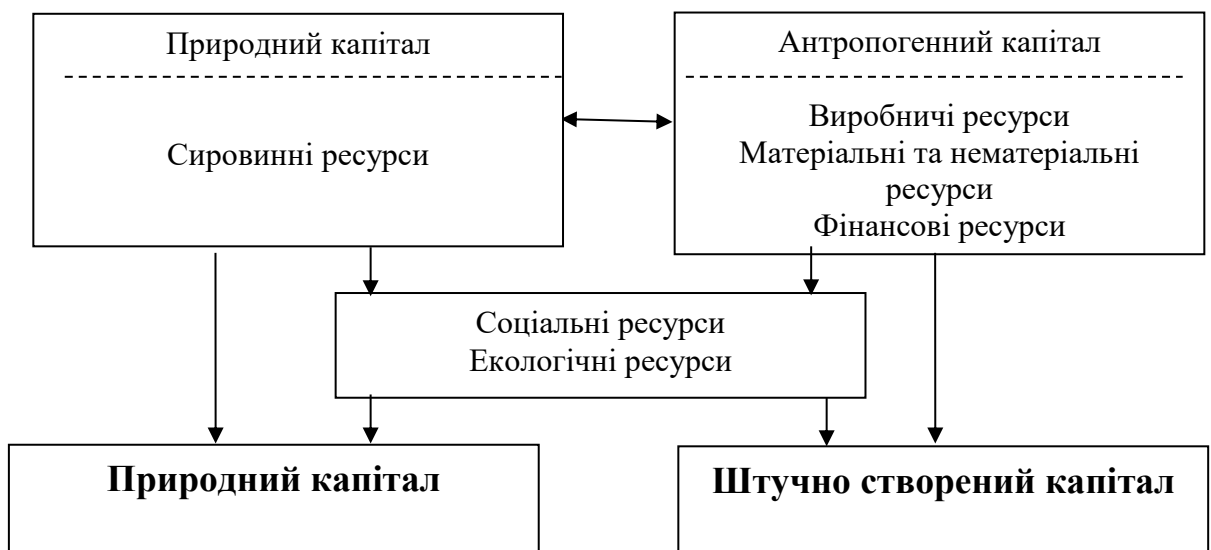 Природний капітал
Сировинні ресурси
Антропогенний капітал
Виробничі ресурси
Матеріальні та нематеріальні
ресурси
Фінансові ресурси
Соціальні ресурси
Екологічні ресурси
Природний капітал
Штучно створений капітал